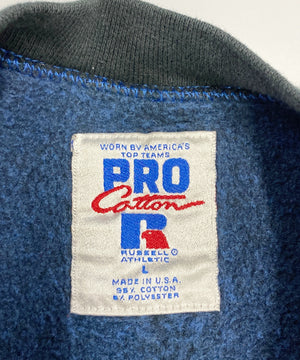 WORN BY AMERICA'S
TOP TEAMS
PRO
Cotton
R
RUSSELL®
ATHLETIC
L
MADE IN U.S.A.
95% COTTON
5% POLYESTER